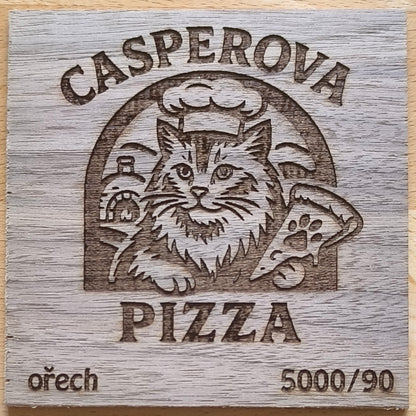 CASPEROVA
PIZZA
ořech
5000/90